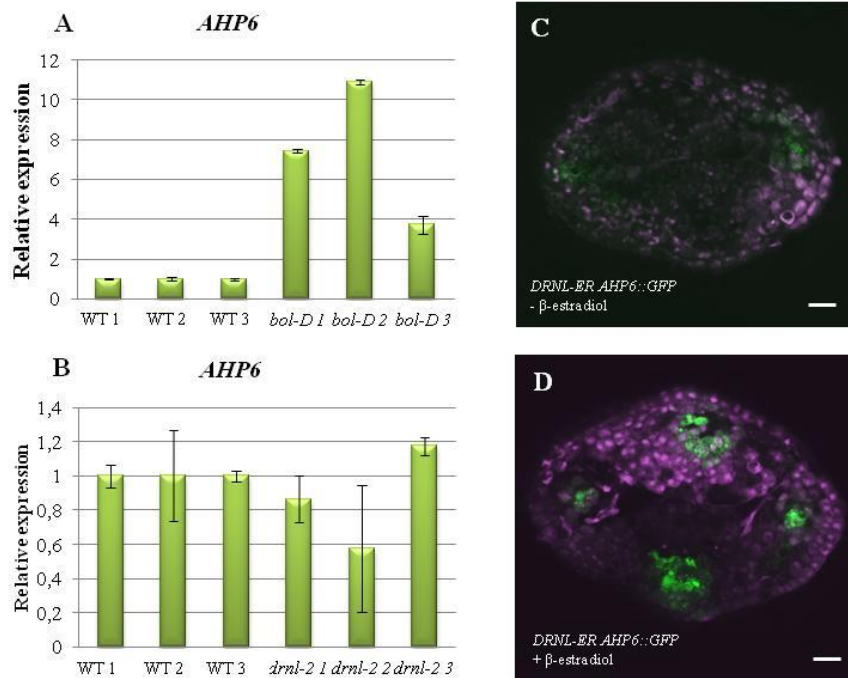 A
AHP6
Relative expression
12
10
8
6
4
2
0
WT 1 WT 2 WT 3 bol-D 1 bol-D 2 bol-D 3
B
AHP6
Relative expression
1,4
1,2
1
0,8
0,6
0,4
0,2
0
WT 1 WT 2 WT 3 drnl-2 1 drnl-2 2 drnl-2 3
C
DRNL-ER AHP6::GFP
- β-estradiol
D
DRNL-ER AHP6::GFP
+ β-estradiol